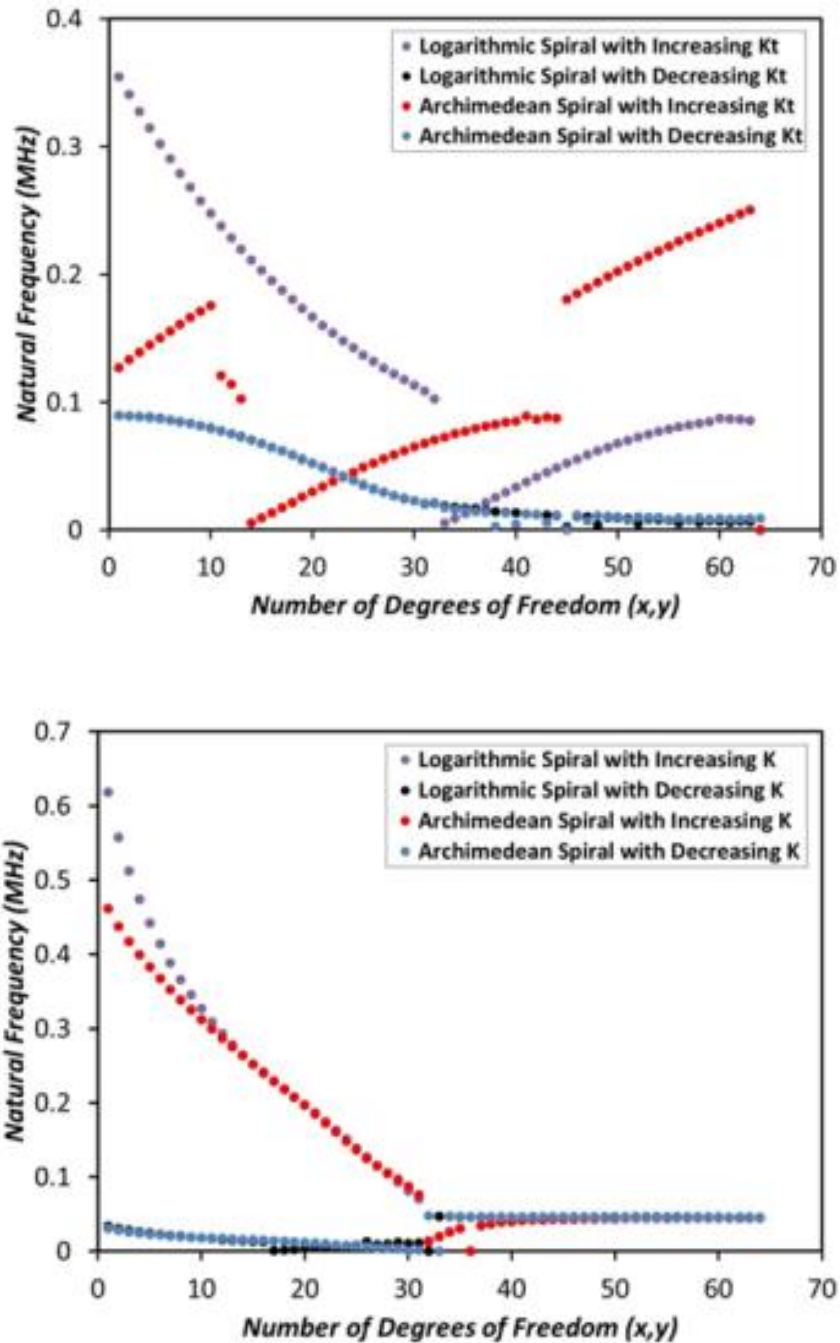 0.4
0.3
0.2
0.1
0
Natural Frequency (MHz)
Logarithmic Spiral with Increasing Kt
Logarithmic Spiral with Decreasing Kt
Archimedean Spiral with Increasing Kt
Archimedean Spiral with Decreasing Kt
0 10 20 30 40 50 60 70
Number of Degrees of Freedom (x,y)
0.7
0.6
0.5
0.4
0.3
0.2
0.1
0
Natural Frequency (MHz)
Logarithmic Spiral with Increasing K
Logarithmic Spiral with Decreasing K
Archimedean Spiral with Increasing K
Archimedean Spiral with Decreasing K
0 10 20 30 40 50 60 70
Number of Degrees of Freedom (x,y)